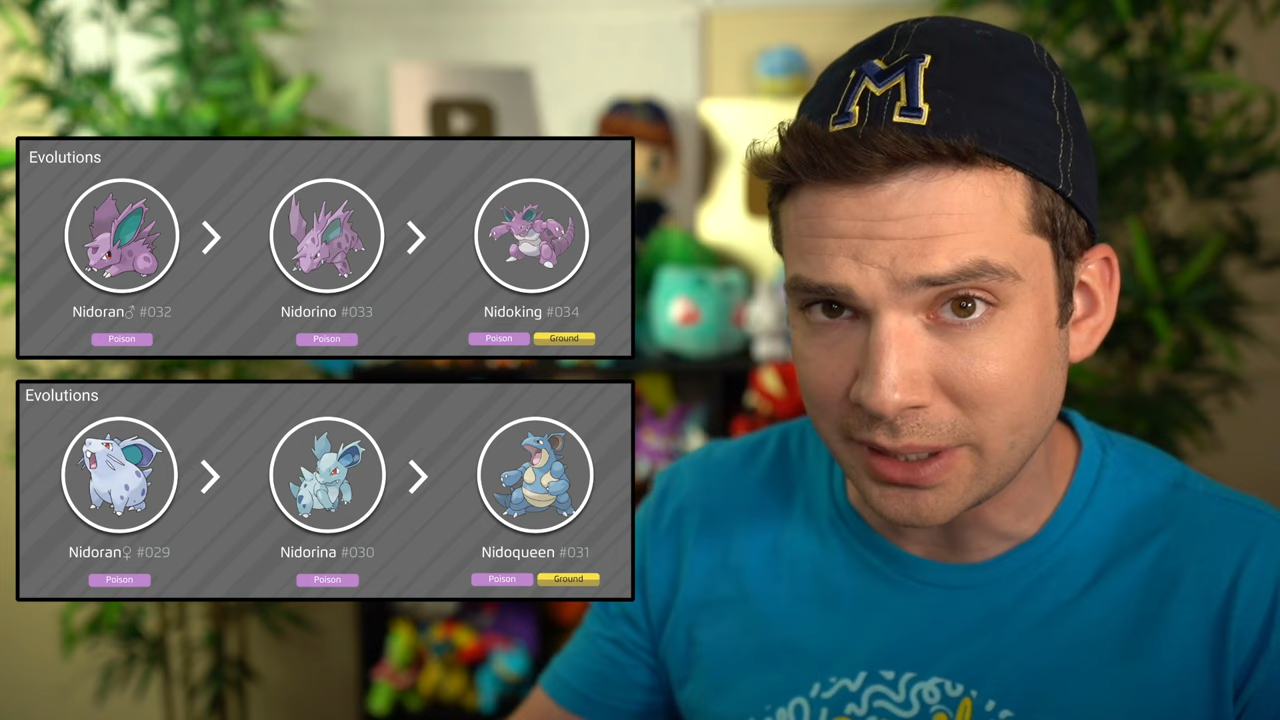 Evolutions
Nidoran♂ #032
Nidorino #033
Nidoking #034
Poison
Poison
Poison
Ground
Evolutions
Nidoran♀ #029
Nidorina #030
Nidoqueen #031
Poison
Poison
Poison
Ground
M